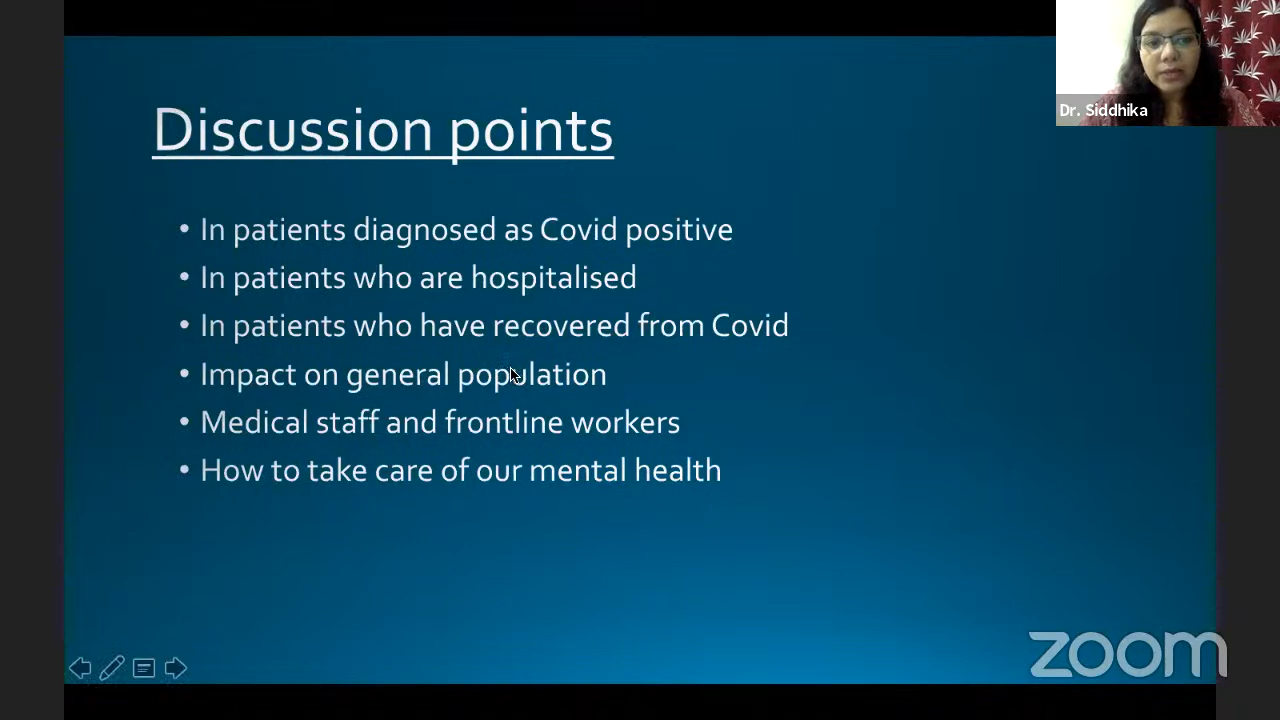 Discussion points
• In patients diagnosed as Covid positive
• In patients who are hospitalised
• In patients who have recovered from Covid
• Impact on general population
• Medical staff and frontline workers
• How to take care of our mental health
Dr. Siddhika
zoom